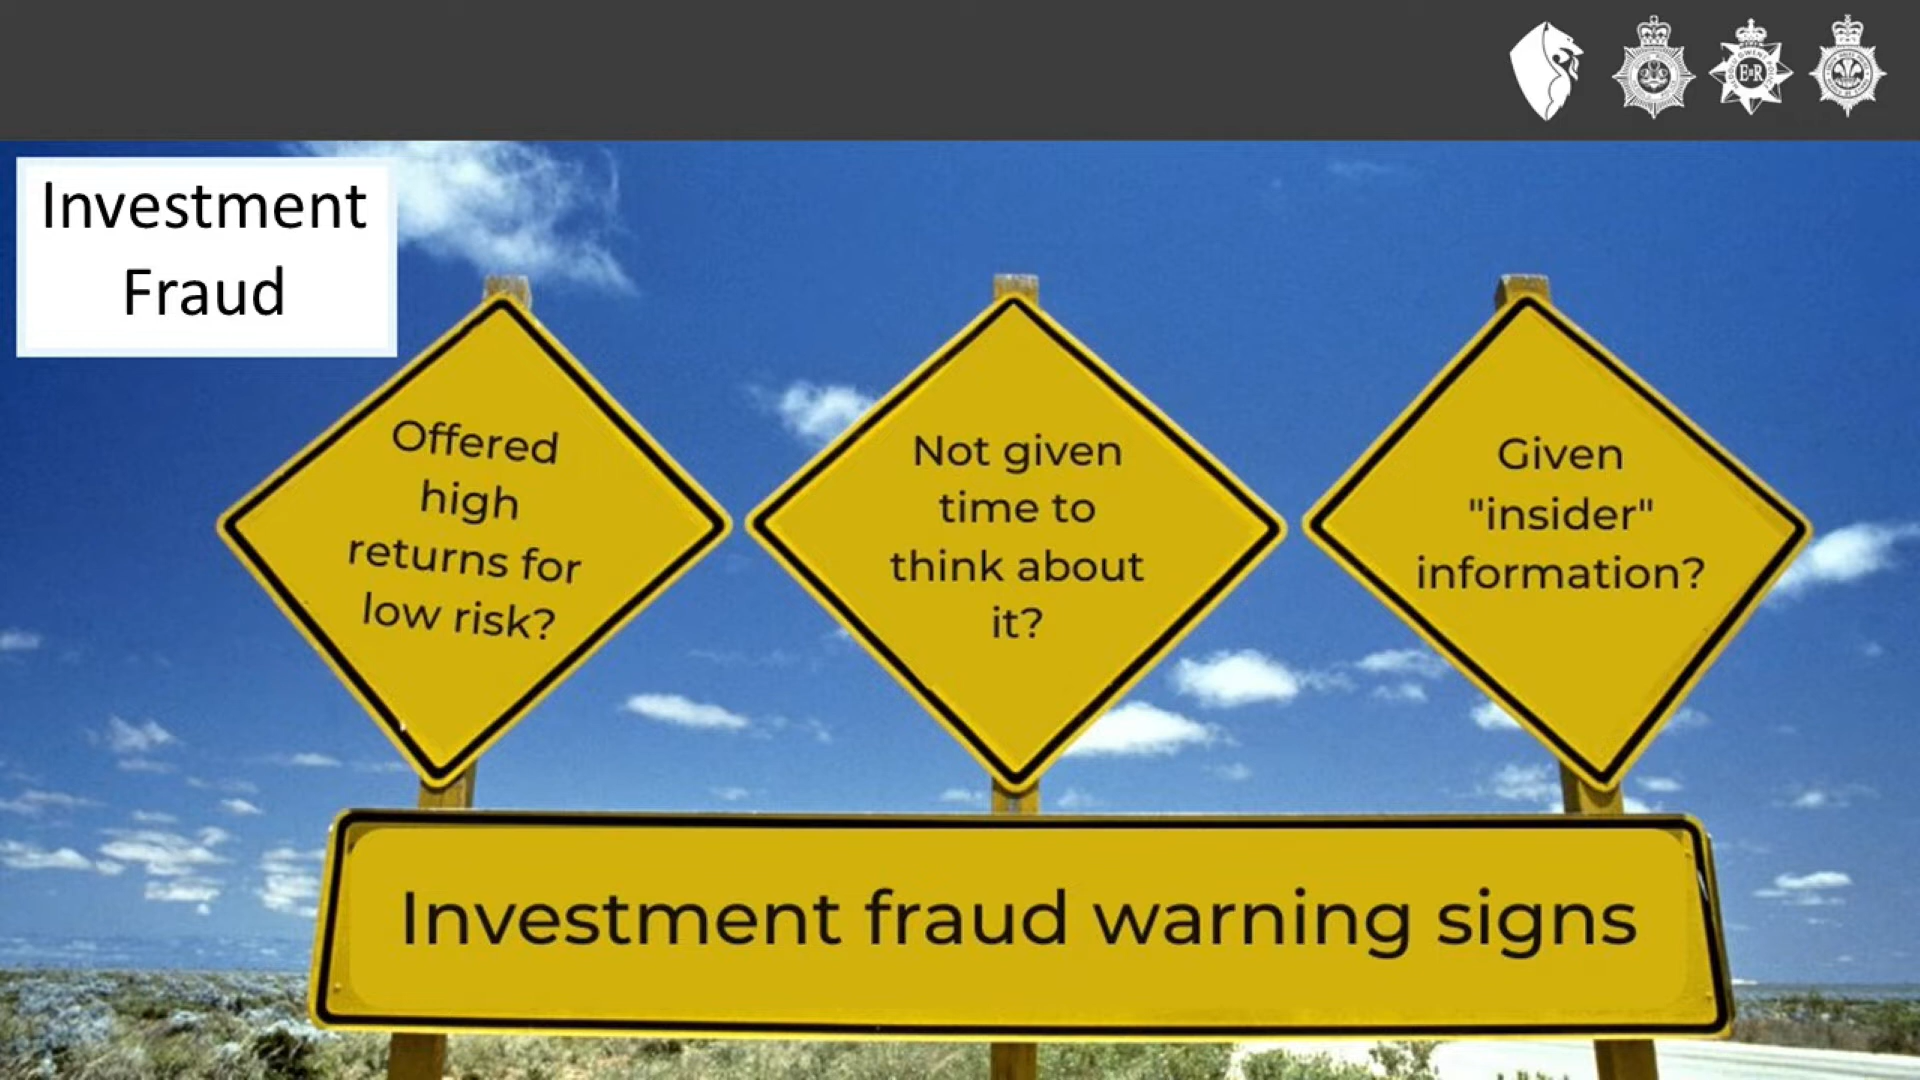 Investment
Fraud
Offered
high
returns for
low risk?
Not given
time to
think about
it?
Given
"insider"
information?
Investment fraud warning signs
E R